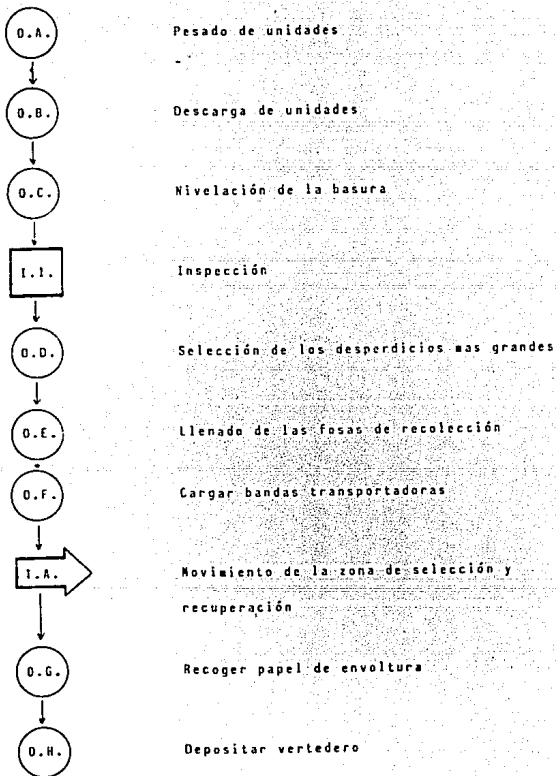 O.A. Pesado de unidades
O.B. Descarga de unidades
O.C. Nivelación de la basura
I.1. Inspección
O.D. Selección de los desperdicios mas grandes
O.E. Llenado de las fosas de recolección
O.F. Cargar bandas transportadoras
T.A. Movimiento de la zona de selección y
recuperación
O.G. Recoger papel de envoltura
O.H. Depositar vertedero